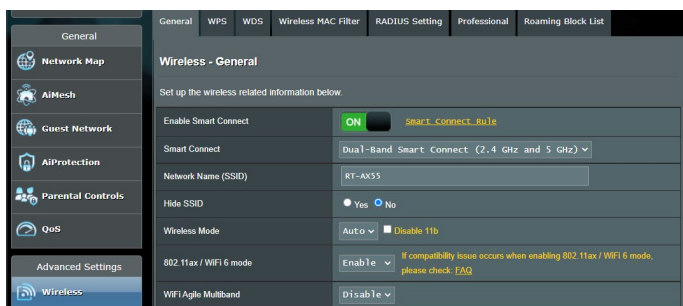 General
Network Map
AiMesh
Guest Network
AiProtection
Parental Controls
QoS
Advanced Settings
Wireless
General WPS WDS Wireless MAC Filter RADIUS Setting Professional Roaming Block List
Wireless - General
Set up the wireless related information below.
Enable Smart Connect ON Smart Connect Rule
Smart Connect Dual-Band Smart Connect (2.4 GHz and 5 GHz)
Network Name (SSID) RT-AX55
Hide SSID Yes No
Wireless Mode Auto Disable 11b
802.11ax / WiFi 6 mode Enable If compatibility issue occurs when enabling 802.11ax / WiFi 6 mode,
please check: FAQ
WiFi Agile Multiband Disable